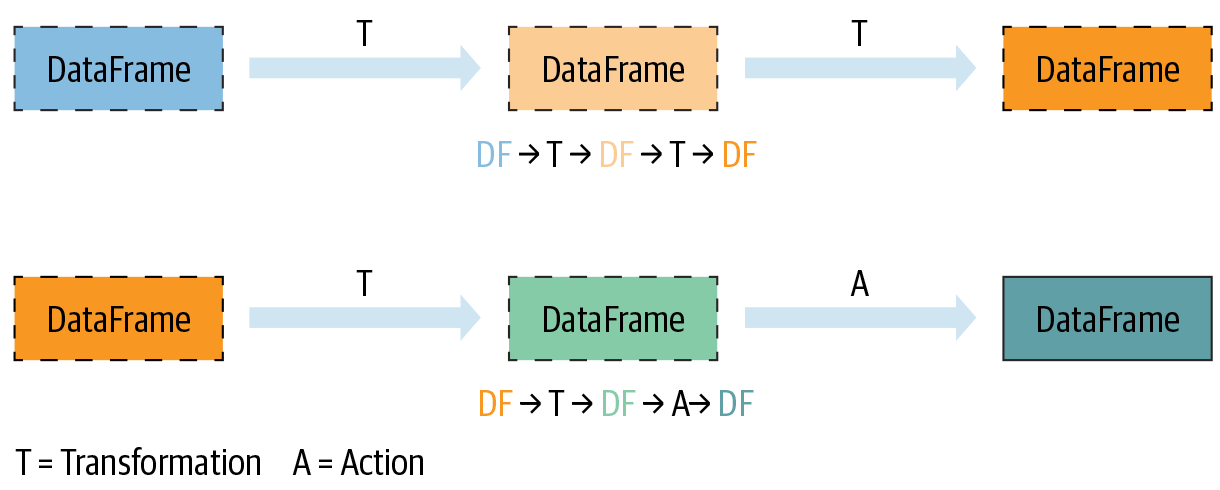 T T
DataFrame DataFrame DataFrame
DF → T → DF → T → DF
T A
DataFrame DataFrame DataFrame
DF → T → DF → A → DF
T = Transformation A = Action